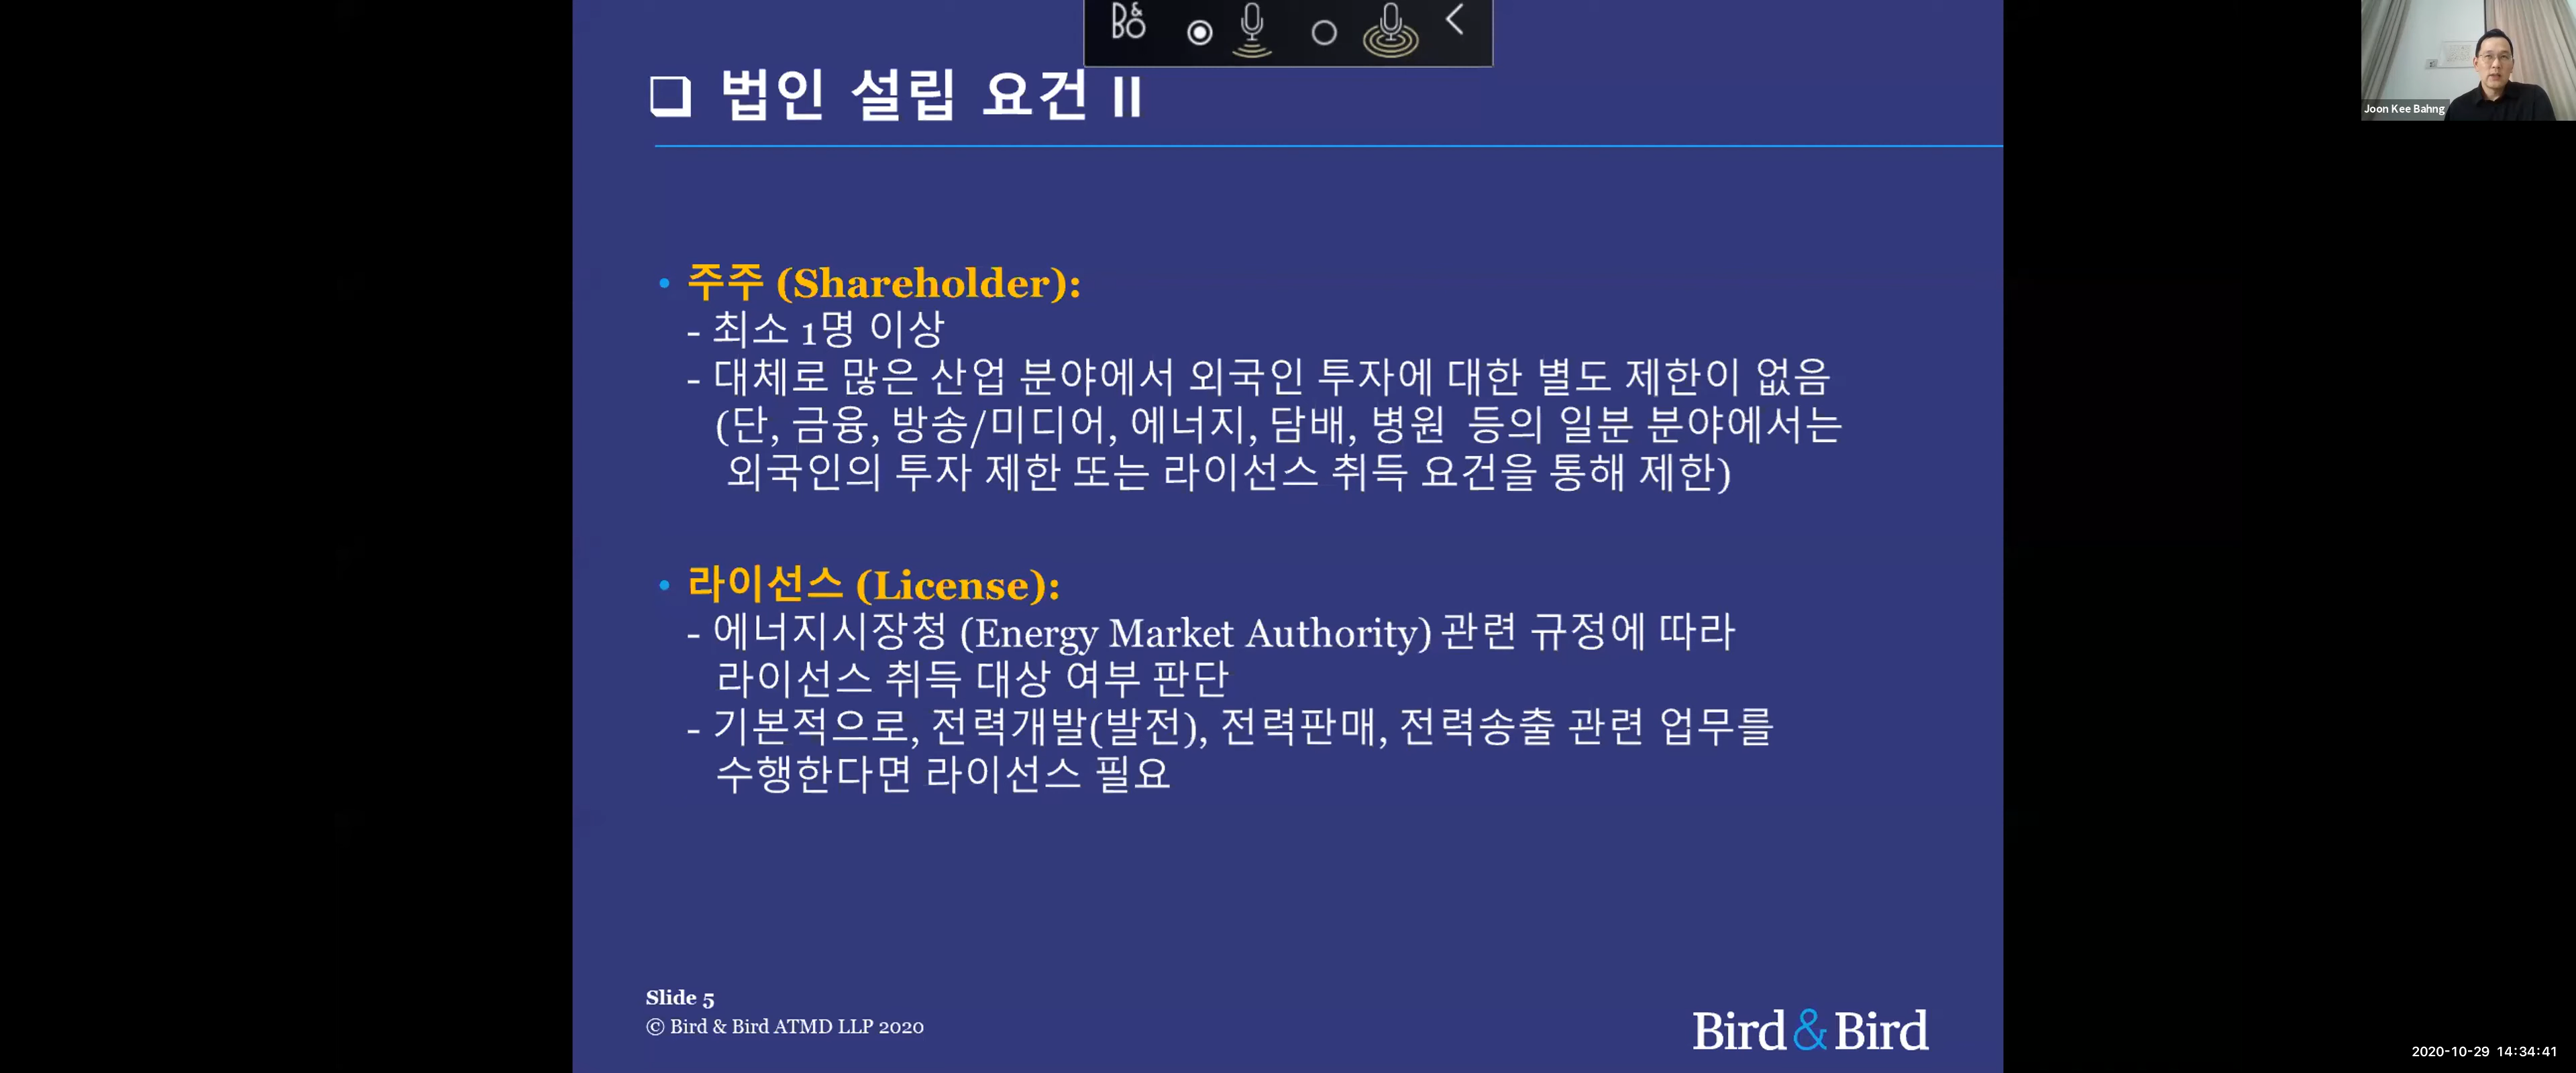 B&O
❑ 법인 설립 요건 II
Joon Kee Bahng
• 주주 (Shareholder):
- 최소 1명 이상
- 대체로 많은 산업 분야에서 외국인 투자에 대한 별도 제한이 없음
(단, 금융, 방송/미디어, 에너지, 담배, 병원 등의 일분 분야에서는
외국인의 투자 제한 또는 라이선스 취득 요건을 통해 제한)
• 라이선스 (License):
- 에너지시장청 (Energy Market Authority) 관련 규정에 따라
라이선스 취득 대상 여부 판단
- 기본적으로, 전력개발(발전), 전력판매, 전력송출 관련 업무를
수행한다면 라이선스 필요
Slide 5
© Bird & Bird ATMD LLP 2020
Bird & Bird
2020-10-29 14:34:41